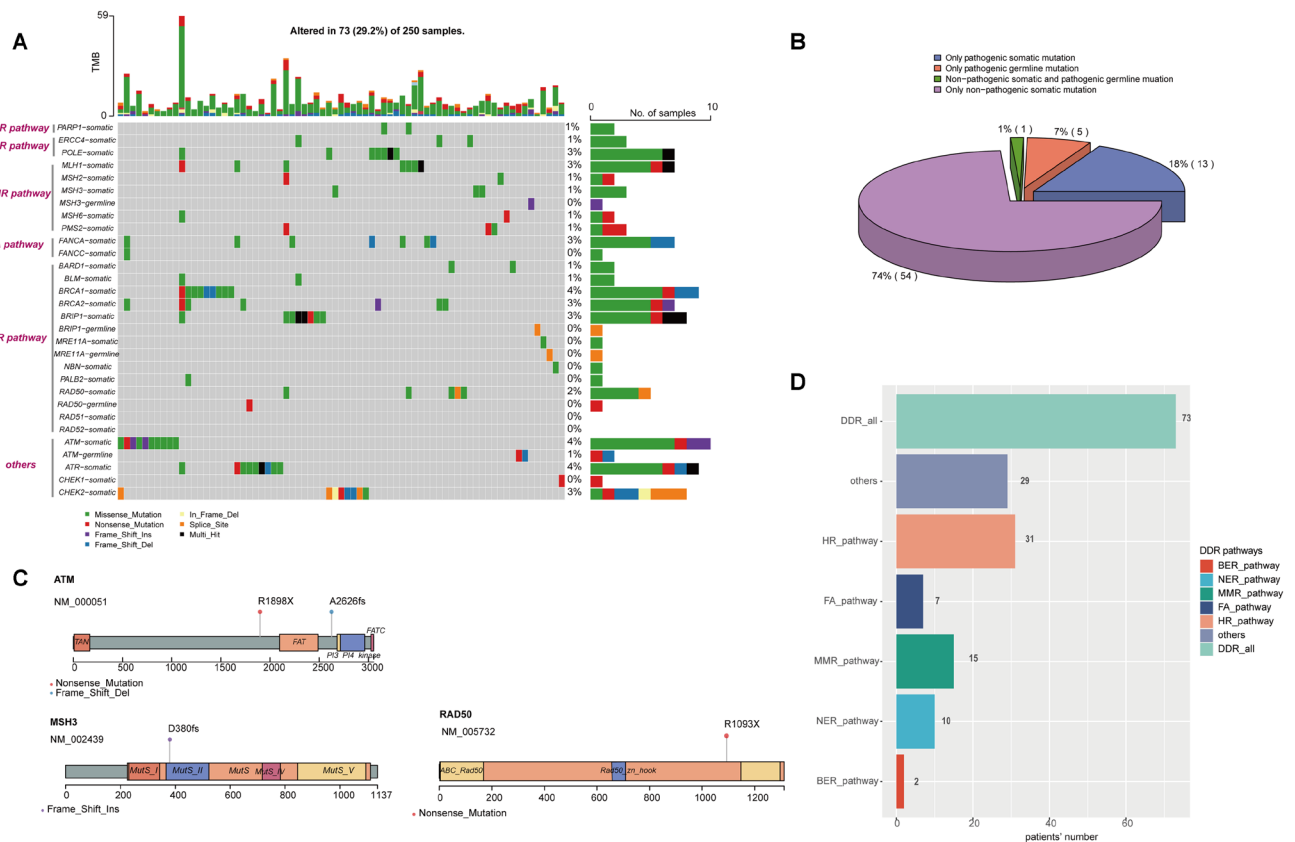 A
Altered in 73 (29.2%) of 250 samples.
59
TMB
0
0 10
No. of samples
R pathway
PARP1-somatic 1%
R pathway
ERCC4-somatic 1%
POLE-somatic 3%
MLH1-somatic 3%
MSH2-somatic 1%
R pathway
MSH3-somatic 1%
MSH3-germline 0%
MSH6-somatic 1%
PMS2-somatic 1%
pathway
FANCA-somatic 3%
FANCC-somatic 0%
R pathway
BARD1-somatic 1%
BLM-somatic 1%
BRCA1-somatic 4%
BRCA2-somatic 3%
BRIP1-somatic 3%
BRIP1-germline 0%
MRE11A-somatic 0%
MRE11A-germline 0%
NBN-somatic 0%
PALB2-somatic 0%
RAD50-somatic 2%
RAD50-germline 0%
RAD51-somatic 0%
RAD52-somatic 0%
others
ATM-somatic 4%
ATM-germline 1%
ATR-somatic 4%
CHEK1-somatic 0%
CHEK2-somatic 3%
Missense_Mutation
Nonsense_Mutation
Frame_Shift_Ins
Frame_Shift_Del
In_Frame_Del
Splice_Site
Multi_Hit
B
Only pathogenic somatic mutation
Only pathogenic germline mutation
Non-pathogenic somatic and pathogenic germline muation
Only non-pathogenic somatic mutation
1% ( 1 )
7% ( 5 )
18% ( 13 )
74% ( 54 )
C
ATM
NM_000051
R1898X
A2626fs
TAN
FAT
FATC
PI3_PI4_kinase
0 500 1000 1500 2000 2500 3000
Nonsense_Mutation
Frame_Shift_Del
MSH3
NM_002439
D380fs
MutS_I MutS_II MutS MutS_IV MutS_V
0 200 400 600 800 1000 1137
Frame_Shift_Ins
RAD50
NM_005732
R1093X
ABC_Rad50 Rad50_zn_hook
0 200 400 600 800 1000 1200
Nonsense_Mutation
D
DDR_all 73
others 29
HR_pathway 31
FA_pathway 7
MMR_pathway 15
NER_pathway 10
BER_pathway 2
0 20 40 60
patients' number
DDR pathways
BER_pathway
NER_pathway
MMR_pathway
FA_pathway
HR_pathway
others
DDR_all